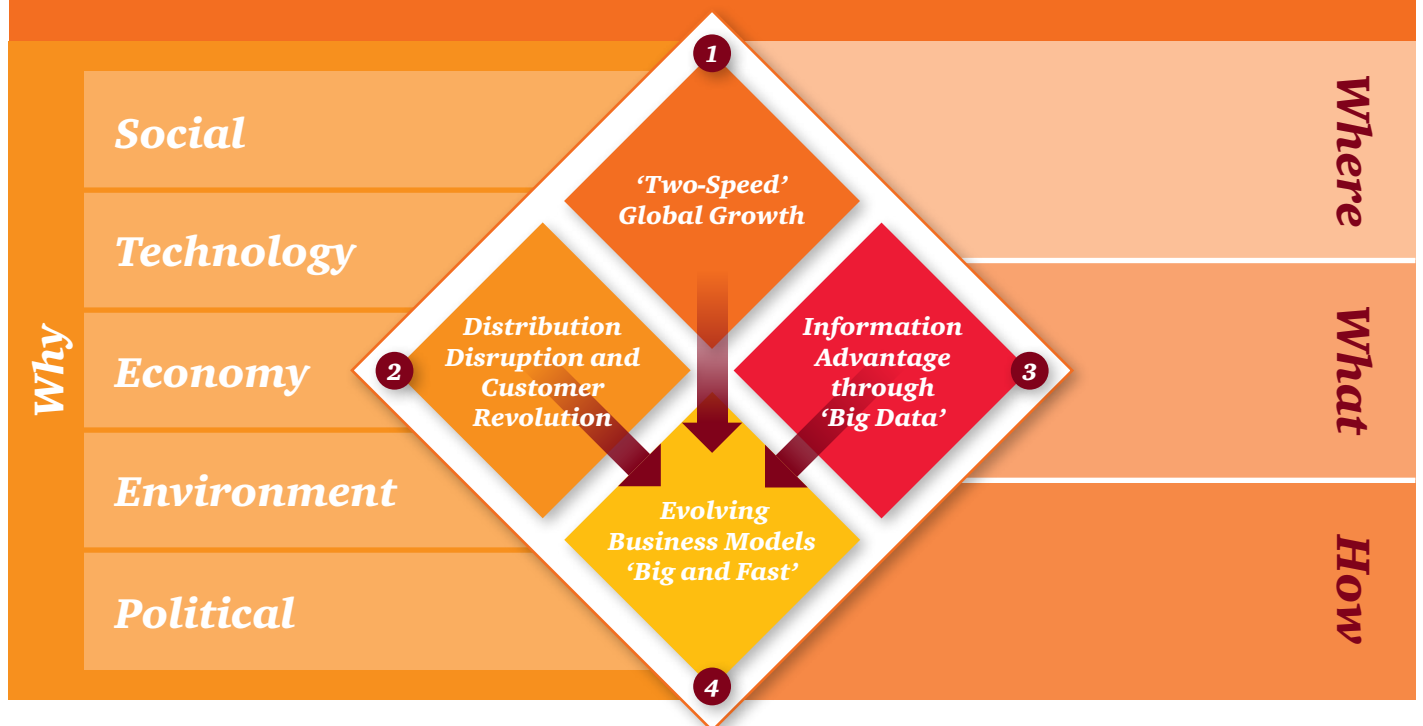 Why
Social
Technology
Economy
Environment
Political
1
‘Two-Speed’
Global Growth
2
Distribution
Disruption and
Customer
Revolution
Information
Advantage
through
‘Big Data’
3
Evolving
Business Models
‘Big and Fast’
4
Where
What
How